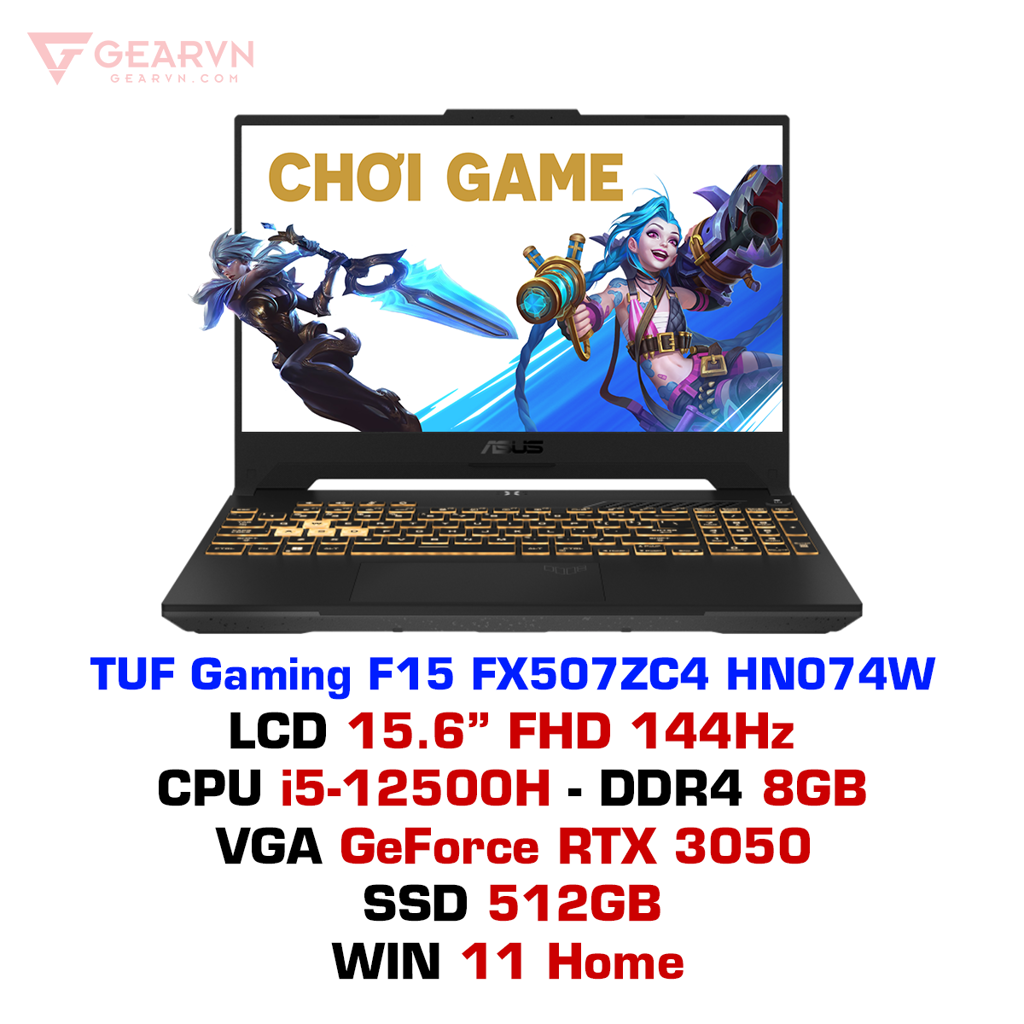 GEARVN
GEARVN.COM
CHƠI GAME
ASUS
TUF Gaming F15 FX507ZC4 HN074W
LCD 15.6” FHD 144Hz
CPU i5-12500H - DDR4 8GB
VGA GeForce RTX 3050
SSD 512GB
WIN 11 Home